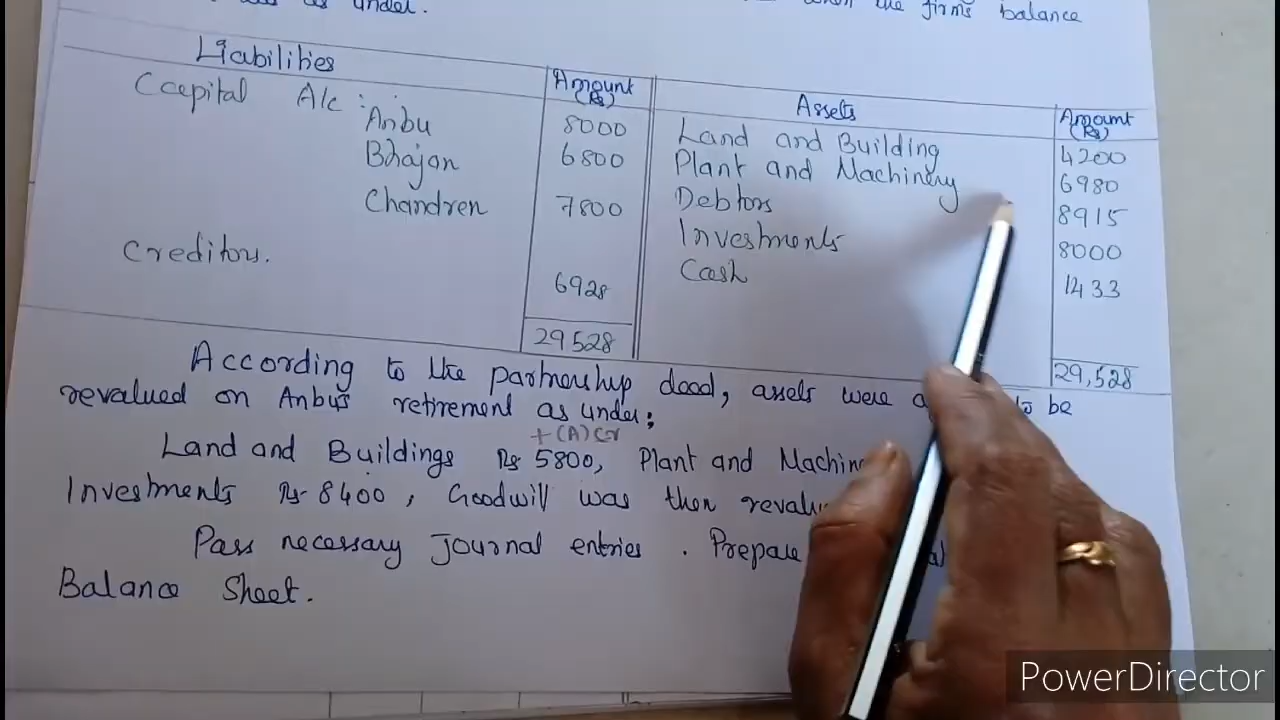 as under. when the firms balance
Liabilities Amount (Rs) Assets Amount (Rs)
Ccepital A/c :
Anbu 8000 Land and Building 4200
Bhajan 6800 Plant and Machinery 6980
Chandren 7800 Debtors 8915
Investments 8000
Creditors. 6928 Cash 1433
29528 29,528
According to the partnership deed, assets were to be
revalued on Anbu's retirement as under;
+ (A) Cr
Land and Buildings Rs 5800, Plant and
Investments Rs. 8400, Goodwill was then
Pass necessary Journal entries. Prepare
Balance Sheet.
PowerDirector